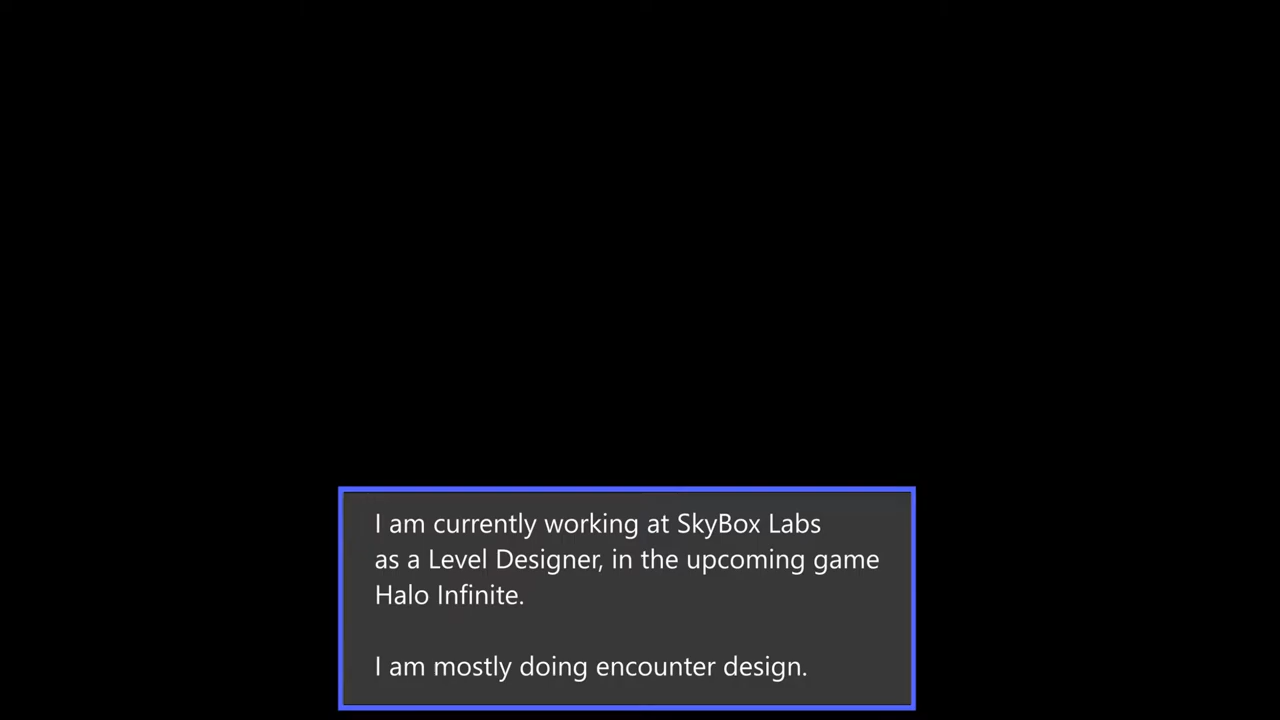 I am currently working at SkyBox Labs
as a Level Designer, in the upcoming game
Halo Infinite.
I am mostly doing encounter design.